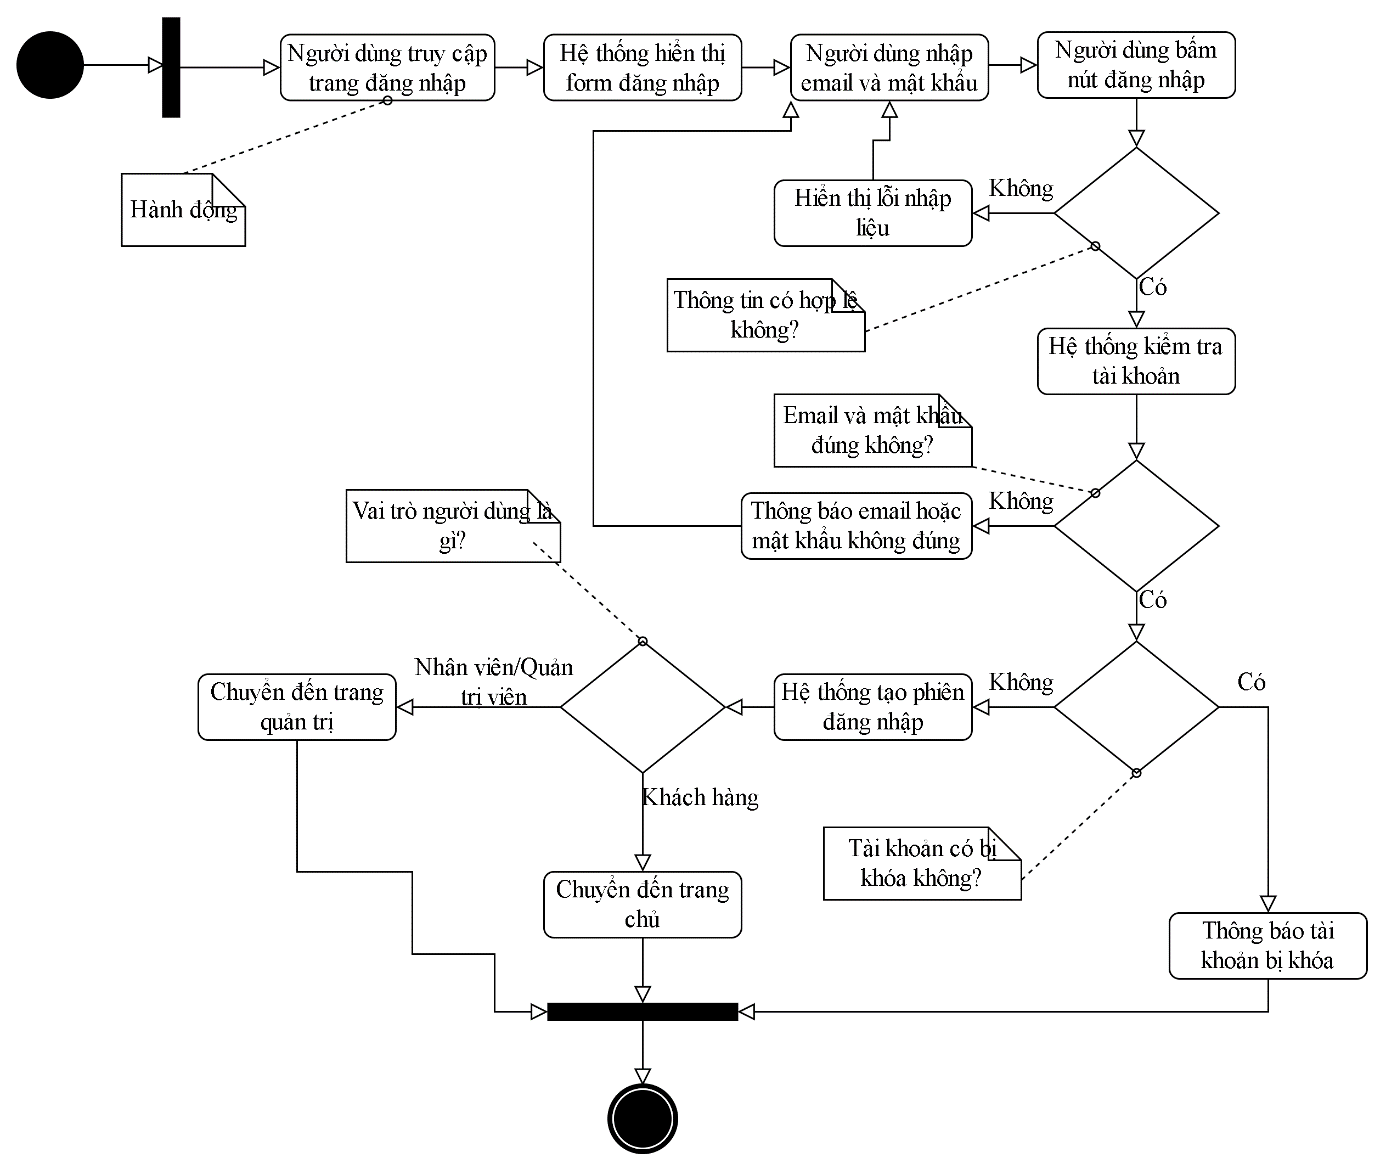 Người dùng truy cập
trang đăng nhập
Hệ thống hiển thị
form đăng nhập
Người dùng nhập
email và mật khẩu
Người dùng bấm
nút đăng nhập
Hành động
Hiển thị lỗi nhập
liệu
Không
Thông tin có hợp lệ
không?
Có
Hệ thống kiểm tra
tài khoản
Email và mật khẩu
đúng không?
Thông báo email hoặc
mật khẩu không đúng
Không
Vai trò người dùng là
gì?
Có
Chuyển đến trang
quản trị
Nhân viên/Quản
trị viên
Hệ thống tạo phiên
đăng nhập
Không
Có
Khách hàng
Tài khoản có bị
khóa không?
Chuyển đến trang
chủ
Thông báo tài
khoản bị khóa